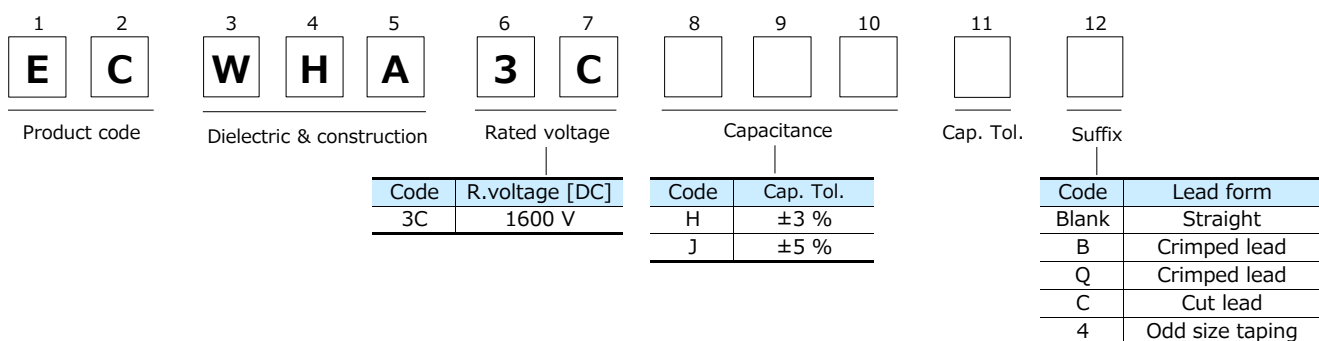 1 2 3 4 5 6 7 8 9 10 11 12
E C W H A 3 C
Product code Dielectric & construction Rated voltage Capacitance Cap. Tol. Suffix
Code R.voltage [DC] Code Cap. Tol. Code Lead form
3C 1600 V H ±3 % Blank Straight
J ±5 % B Crimped lead
Q Crimped lead
C Cut lead
4 Odd size taping